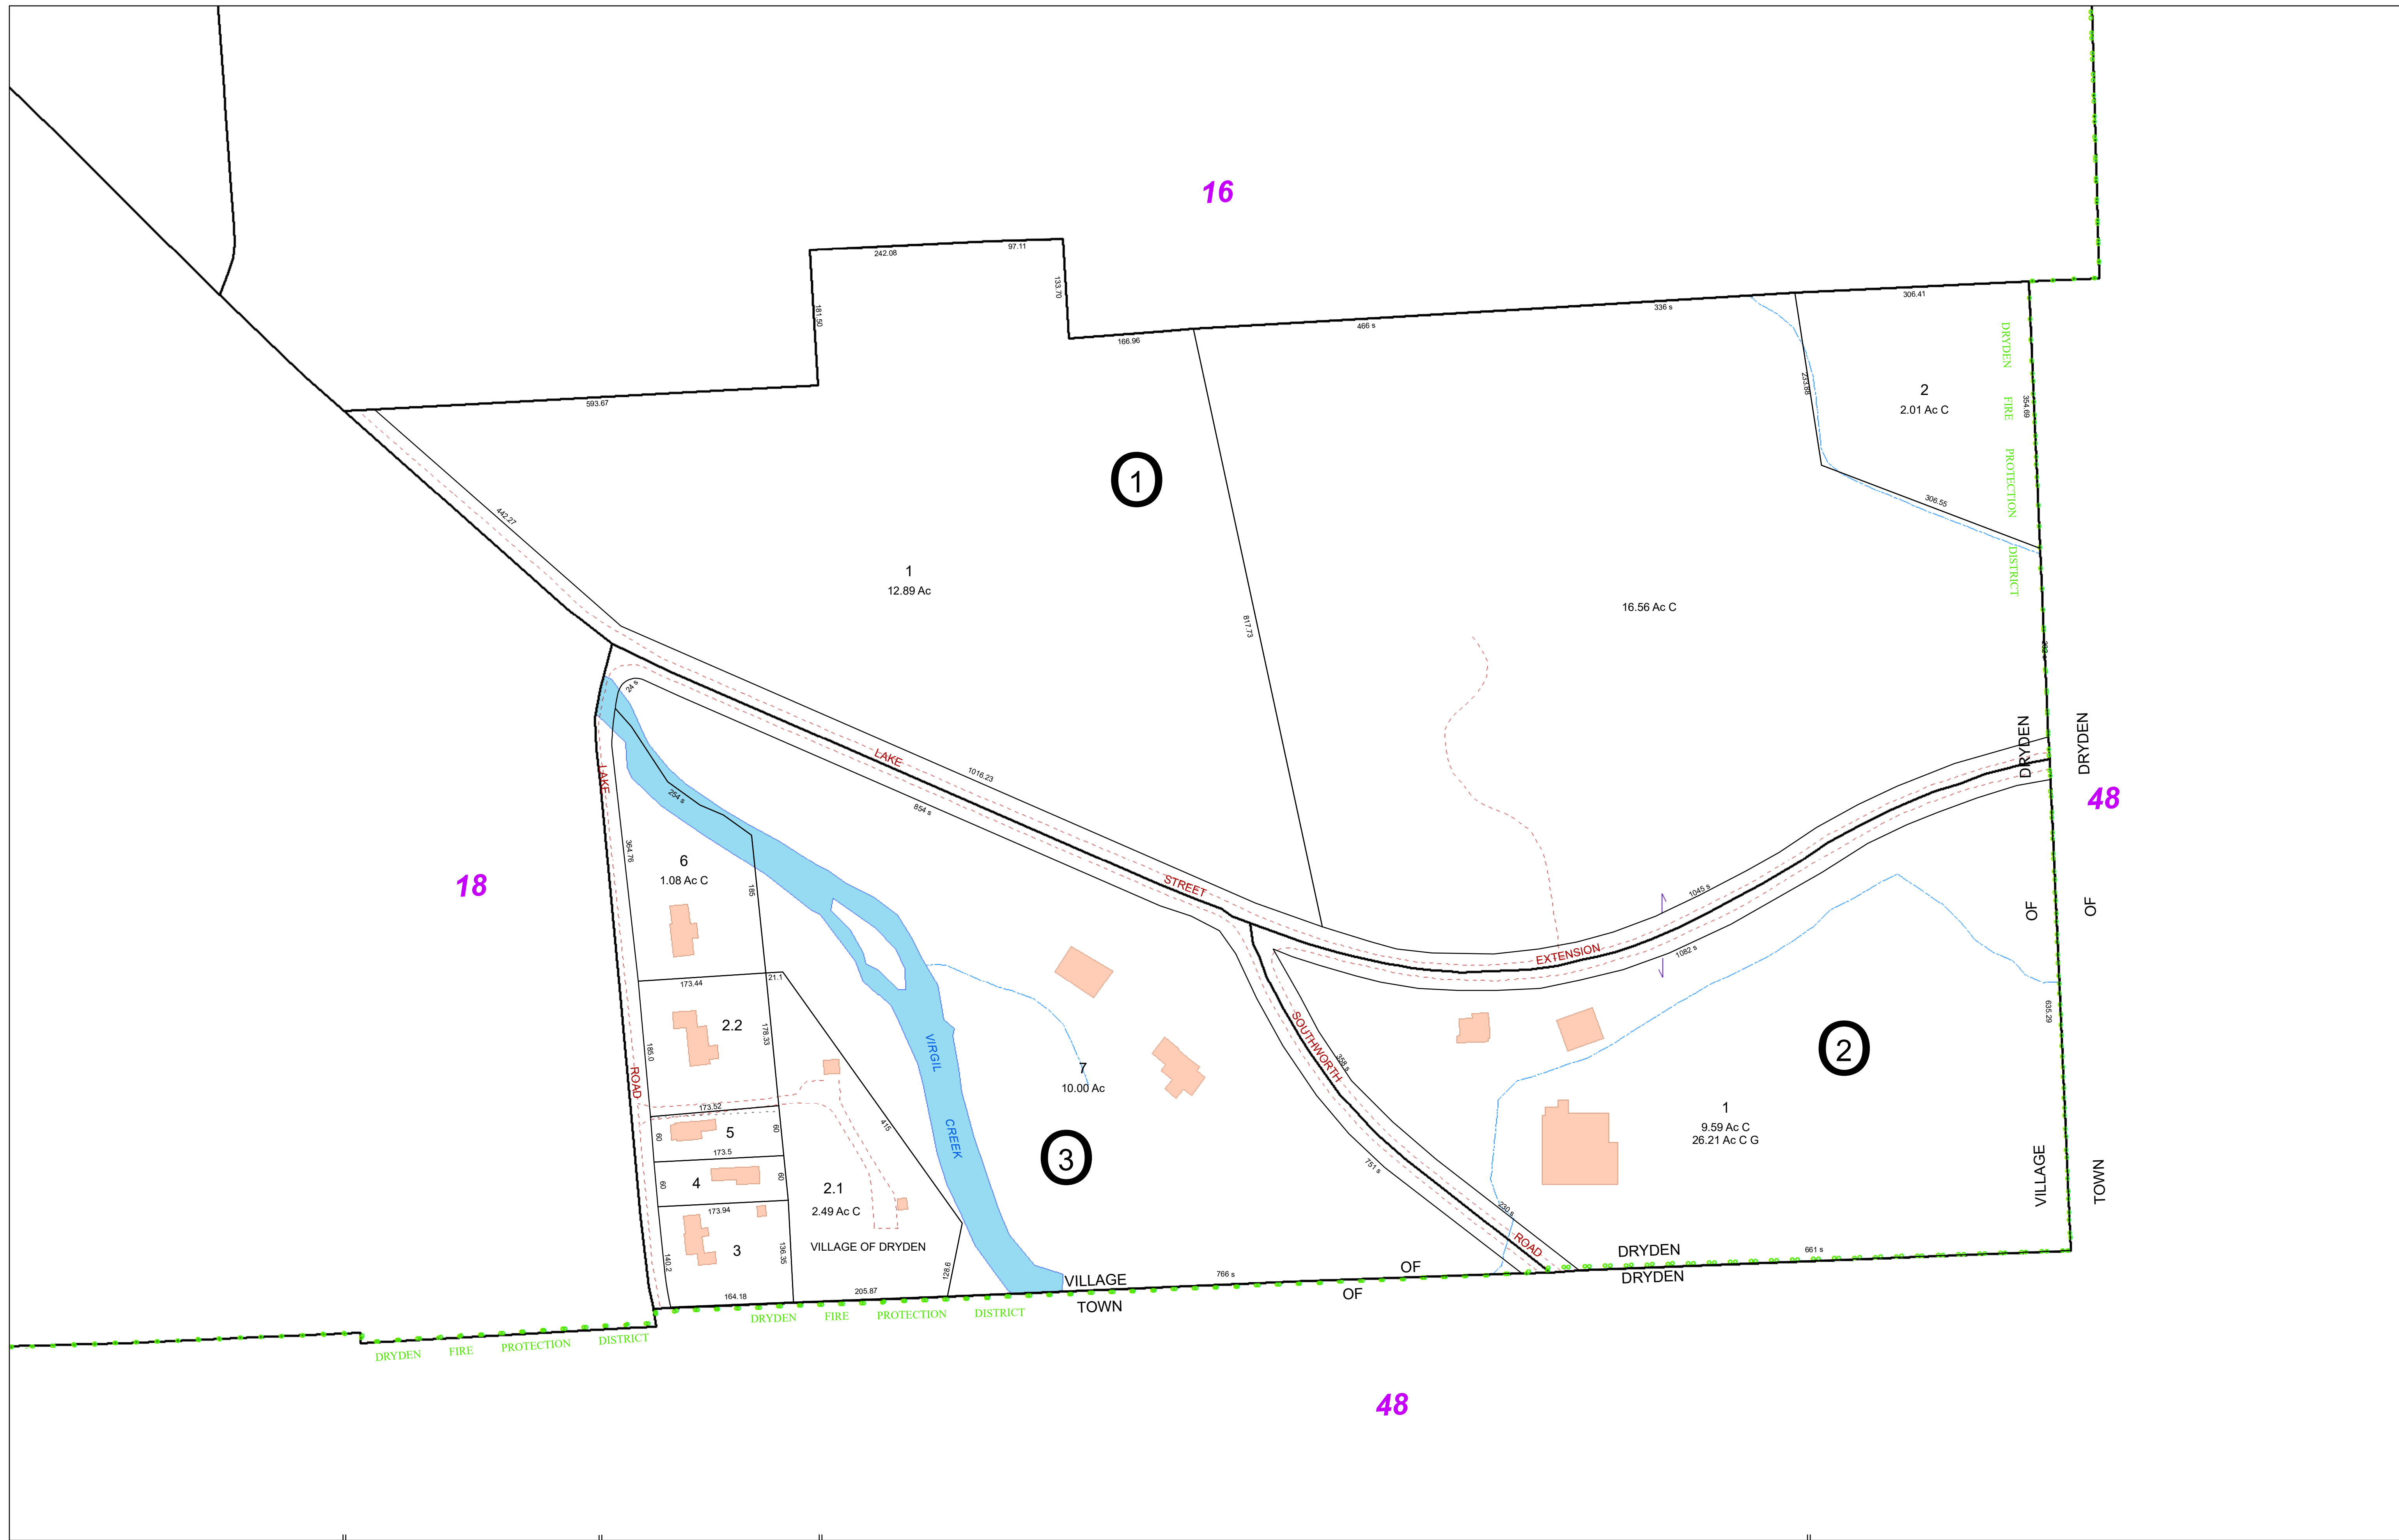 16
242.08
97.11
181.50
133.70
166.96
466 s
336 s
306.41
593.67
233.88
2
2.01 Ac C
354.69
DRYDEN FIRE PROTECTION DISTRICT
306.55
1
442.27
1
12.89 Ac
817.73
16.56 Ac C
24 s
LAKE STREET EXTENSION
1016.23
854 s
254 s
LAKE ROAD
364.76
6
1.08 Ac C
185
18
48
VILLAGE OF DRYDEN
TOWN OF DRYDEN
1045 s
1082 s
173.44
21.1
2.2
178.33
185.0
VIRGIL CREEK
7
10.00 Ac
SOUTHWORTH ROAD
358 s
635.29
2
1
9.59 Ac C
26.21 Ac C G
173.52
60
5
60
415
3
173.5
60
4
60
751 s
230 s
2.1
2.49 Ac C
173.94
140.2
3
136.35
VILLAGE OF DRYDEN
128.6
164.18
205.87
766 s
661 s
VILLAGE OF DRYDEN
TOWN OF DRYDEN
DRYDEN FIRE PROTECTION DISTRICT
DRYDEN FIRE PROTECTION DISTRICT
48